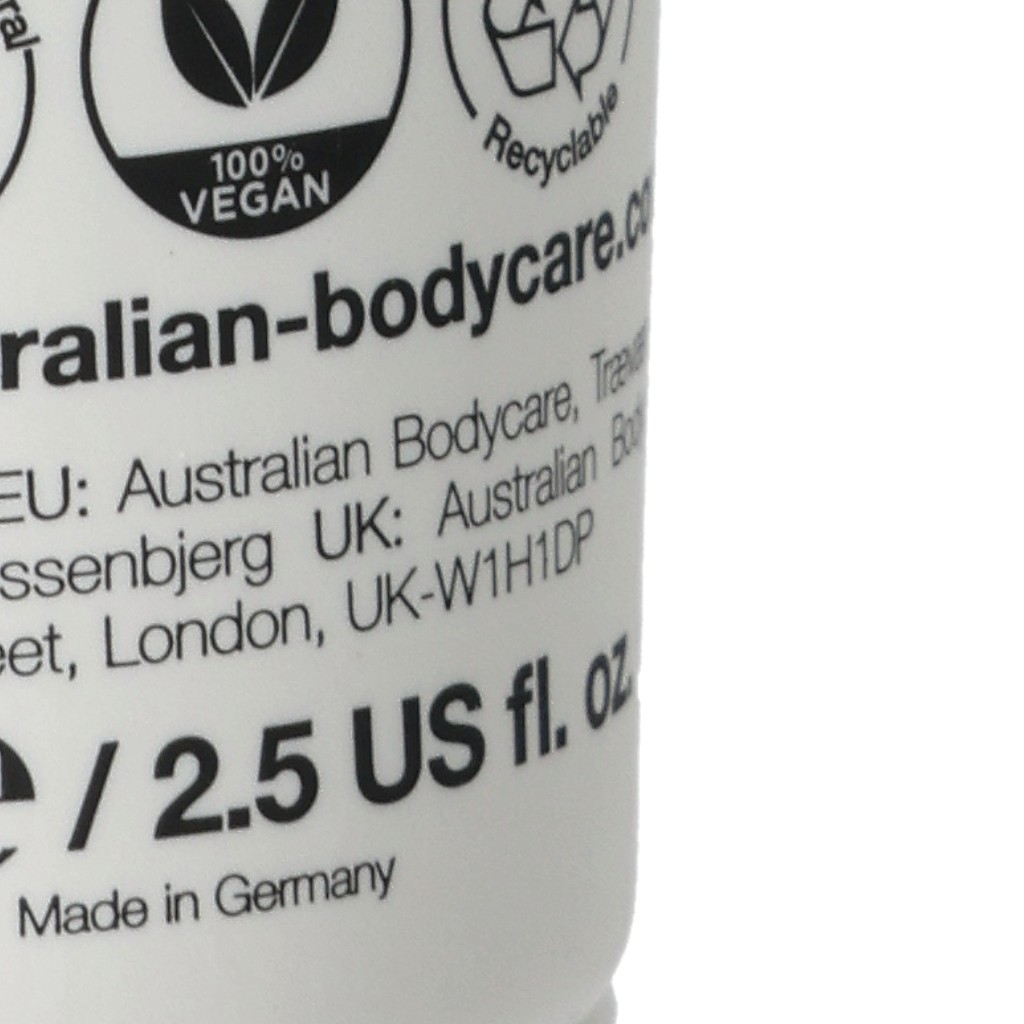 100%
VEGAN
Recyclable
ralian-bodycare.co
EU: Australian Bodycare,
ssenbjerg UK: Australian
eet, London, UK-W1H1DP
e / 2.5 US fl. oz
Made in Germany